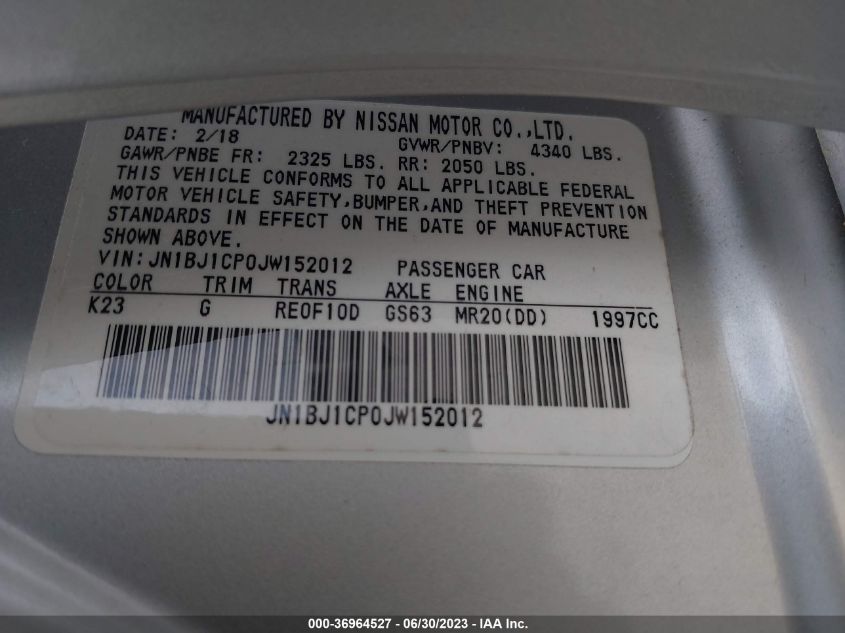 MANUFACTURED BY NISSAN MOTOR CO.,LTD.
DATE: 2/18 GVWR/PNBV: 4340 LBS.
GAWR/PNBE FR: 2325 LBS. RR: 2050 LBS.
THIS VEHICLE CONFORMS TO ALL APPLICABLE FEDERAL
MOTOR VEHICLE SAFETY,BUMPER,AND THEFT PREVENTION
STANDARDS IN EFFECT ON THE DATE OF MANUFACTURE
SHOWN ABOVE.
VIN:JN1BJ1CP0JW152012 PASSENGER CAR
COLOR TRIM TRANS AXLE ENGINE
K23 G RE0F10D GS63 MR20(DD) 1997CC
JN1BJ1CP0JW152012
000-36964527 - 06/30/2023 - IAA Inc.